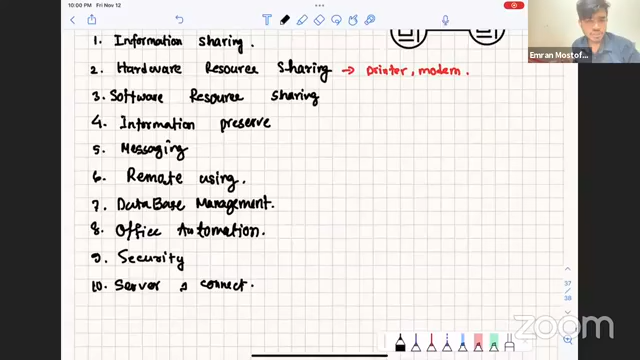 10:00 PM Fri Nov 12
Emran Mostof...
1. Information sharing.
2. Hardware Resource Sharing → printer, modem.
3. Software Resource sharing
4. Information preserve
5. Messaging
6. Remote using.
7. DataBase Management.
8. Office Automation.
9. Security
10. Server connect.
37
38
zoom